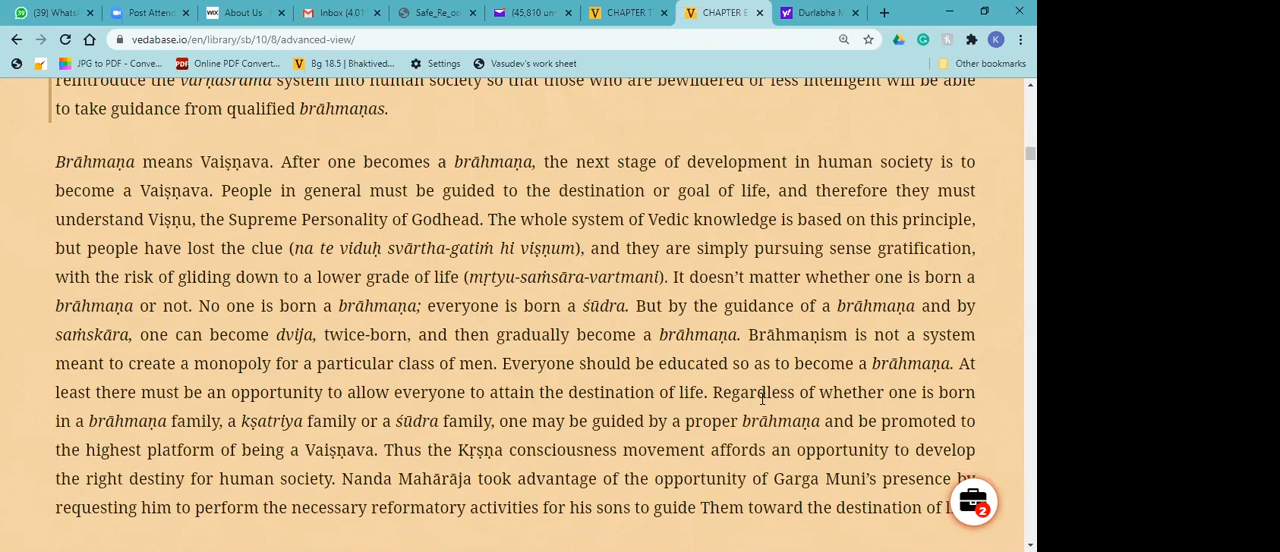 (39) Whats
Post Attend
About Us
Inbox (4,01
Safe_Re_o
(45,810 un
CHAPTER T
CHAPTER E
Durlabha
vedabase.io/en/library/sb/10/8/advanced-view/
JPG to PDF - Conve...
Online PDF Convert...
Bg 18.5 | Bhaktived...
Settings
Vasudev's work sheet
Other bookmarks
reintroduce the varṇāśrama system into human society so that those who are bewildered or less intelligent will be able
to take guidance from qualified brāhmaṇas.
Brāhmaṇa means Vaiṣṇava. After one becomes a brāhmaṇa, the next stage of development in human society is to
become a Vaiṣṇava. People in general must be guided to the destination or goal of life, and therefore they must
understand Viṣṇu, the Supreme Personality of Godhead. The whole system of Vedic knowledge is based on this principle,
but people have lost the clue (na te viduḥ svārtha-gatiṁ hi viṣṇum), and they are simply pursuing sense gratification,
with the risk of gliding down to a lower grade of life (mṛtyu-saṁsāra-vartmani). It doesn’t matter whether one is born a
brāhmaṇa or not. No one is born a brāhmaṇa; everyone is born a śūdra. But by the guidance of a brāhmaṇa and by
saṁskāra, one can become dvija, twice-born, and then gradually become a brāhmaṇa. Brāhmaṇism is not a system
meant to create a monopoly for a particular class of men. Everyone should be educated so as to become a brāhmaṇa. At
least there must be an opportunity to allow everyone to attain the destination of life. Regardless of whether one is born
in a brāhmaṇa family, a kṣatriya family or a śūdra family, one may be guided by a proper brāhmaṇa and be promoted to
the highest platform of being a Vaiṣṇava. Thus the Kṛṣṇa consciousness movement affords an opportunity to develop
the right destiny for human society. Nanda Mahārāja took advantage of the opportunity of Garga Muni’s presence by
requesting him to perform the necessary reformatory activities for his sons to guide Them toward the destination of
2